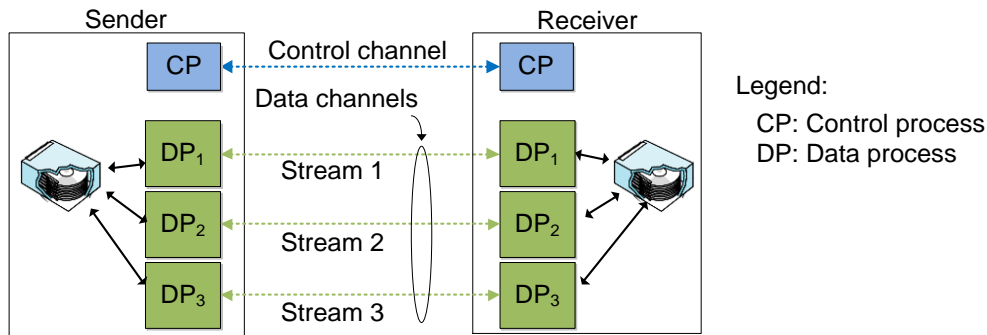 Sender
Receiver
CP
Control channel
CP
Data channels
DP₁
Stream 1
DP₁
DP₂
Stream 2
DP₂
DP₃
Stream 3
DP₃
Legend:
CP: Control process
DP: Data process